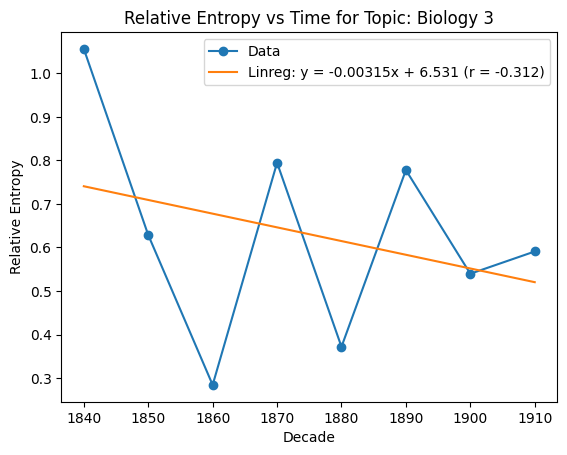 Relative Entropy vs Time for Topic: Biology 3
Data
Linreg: y = -0.00315x + 6.531 (r = -0.312)
Relative Entropy
1.0
0.9
0.8
0.7
0.6
0.5
0.4
0.3
1840 1850 1860 1870 1880 1890 1900 1910
Decade